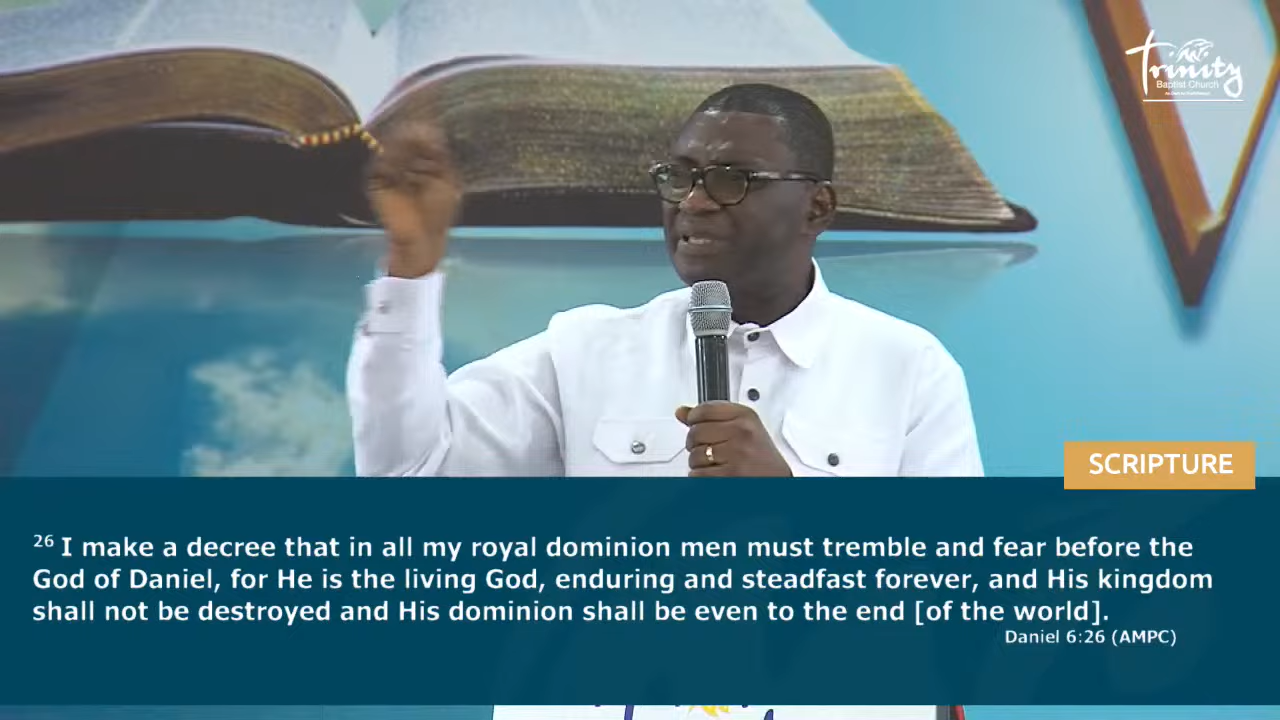 Trinity
Baptist Church
SCRIPTURE
26 I make a decree that in all my royal dominion men must tremble and fear before the
God of Daniel, for He is the living God, enduring and steadfast forever, and His kingdom
shall not be destroyed and His dominion shall be even to the end [of the world].
Daniel 6:26 (AMPC)